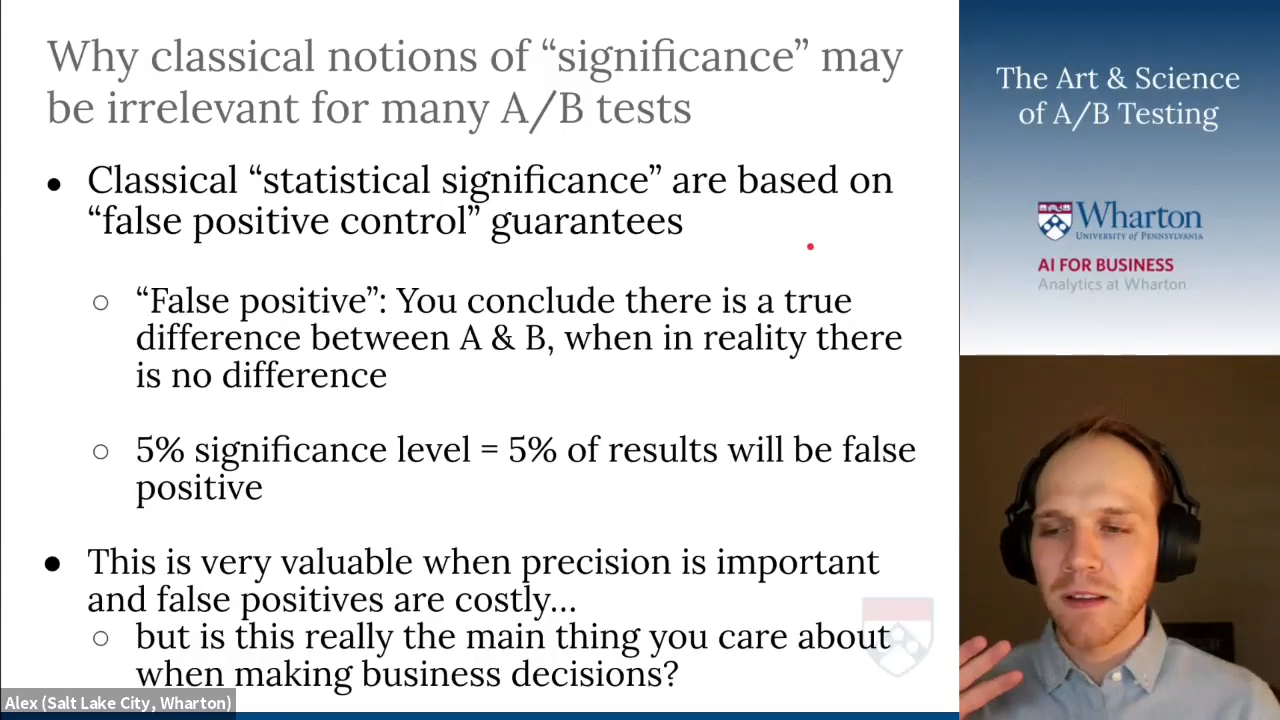 Why classical notions of “significance” may
be irrelevant for many A/B tests
● Classical “statistical significance” are based on
“false positive control” guarantees
○ “False positive”: You conclude there is a true
difference between A & B, when in reality there
is no difference
○ 5% significance level = 5% of results will be false
positive
● This is very valuable when precision is important
and false positives are costly...
○ but is this really the main thing you care about
when making business decisions?
Alex (Salt Lake City, Wharton)
The Art & Science
of A/B Testing
Wharton
UNIVERSITY of PENNSYLVANIA
AI FOR BUSINESS
Analytics at Wharton